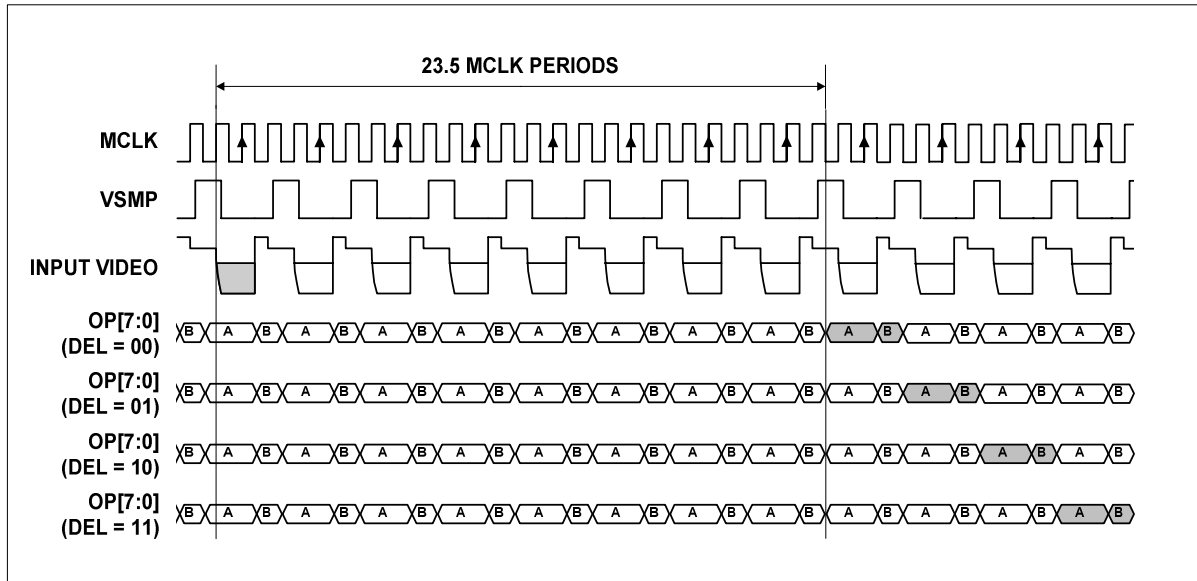 23.5 MCLK PERIODS
MCLK
VSMP
INPUT VIDEO
OP[7:0]
(DEL = 00)
B A B A B A B A B A B A B A B A B A B A B A B A B
OP[7:0]
(DEL = 01)
B A B A B A B A B A B A B A B A B A B A B A B A B
OP[7:0]
(DEL = 10)
B A B A B A B A B A B A B A B A B A B A B A B A B
OP[7:0]
(DEL = 11)
B A B A B A B A B A B A B A B A B A B A B A B A B